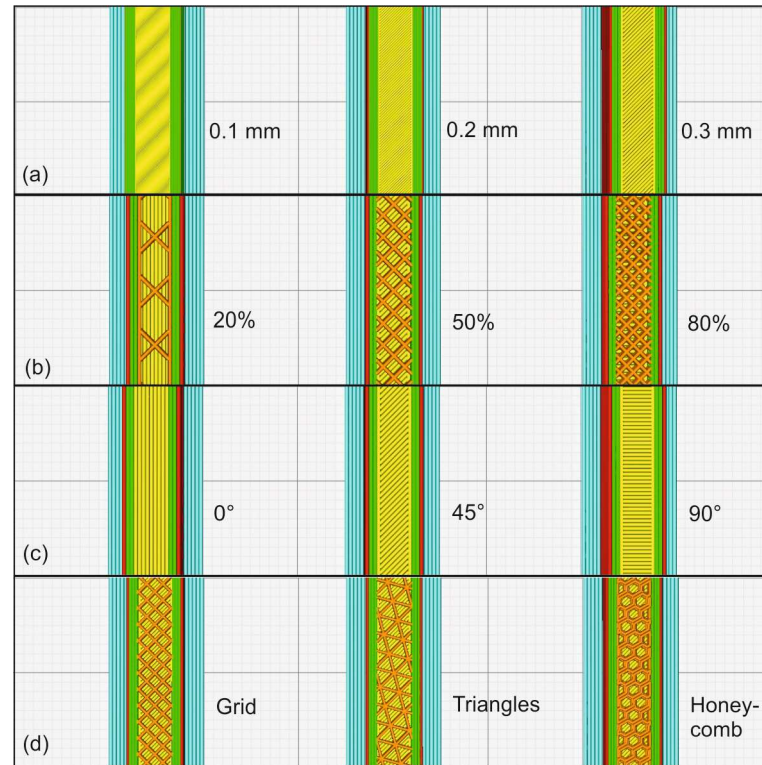 0.1 mm
0.2 mm
0.3 mm
(a)
20%
50%
80%
(b)
0°
45°
90°
(c)
Grid
Triangles
Honey-
comb
(d)